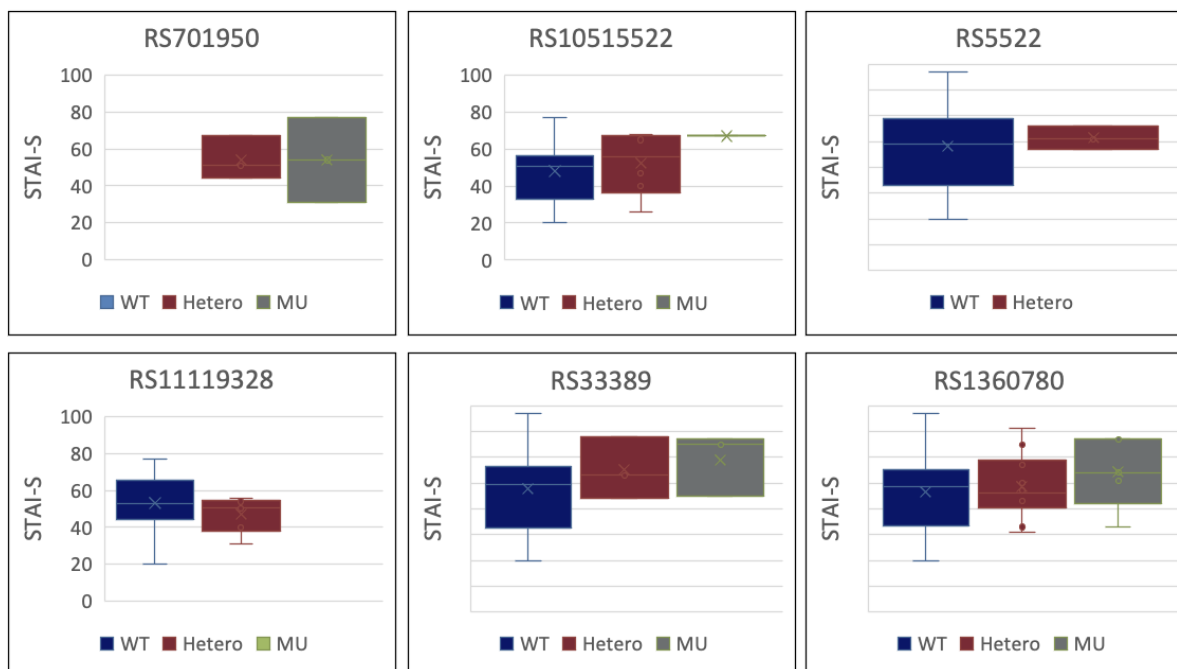 RS701950
100
80
60
40
20
0
STAI-S
WT Hetero MU
RS10515522
100
80
60
40
20
0
STAI-S
WT Hetero MU
RS5522
STAI-S
WT Hetero
RS11119328
100
80
60
40
20
0
STAI-S
WT Hetero MU
RS33389
STAI-S
WT Hetero MU
RS1360780
STAI-S
WT Hetero MU